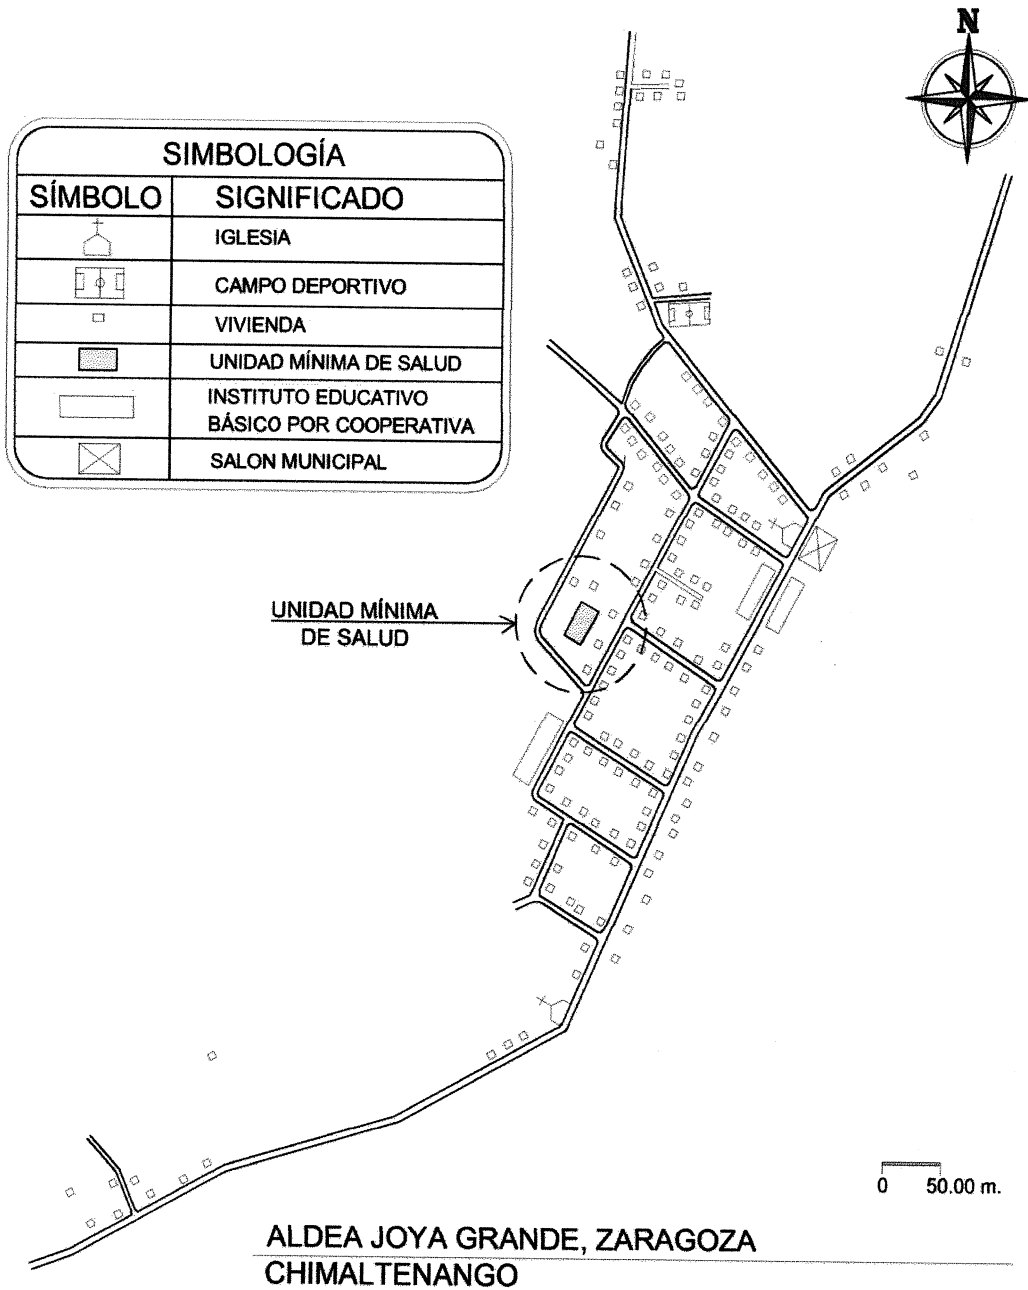 N
SIMBOLOGÍA
SÍMBOLO SIGNIFICADO
IGLESIA
CAMPO DEPORTIVO
VIVIENDA
UNIDAD MÍNIMA DE SALUD
INSTITUTO EDUCATIVO
BÁSICO POR COOPERATIVA
SALON MUNICIPAL
UNIDAD MÍNIMA
DE SALUD
0 50.00 m.
ALDEA JOYA GRANDE, ZARAGOZA
CHIMALTENANGO